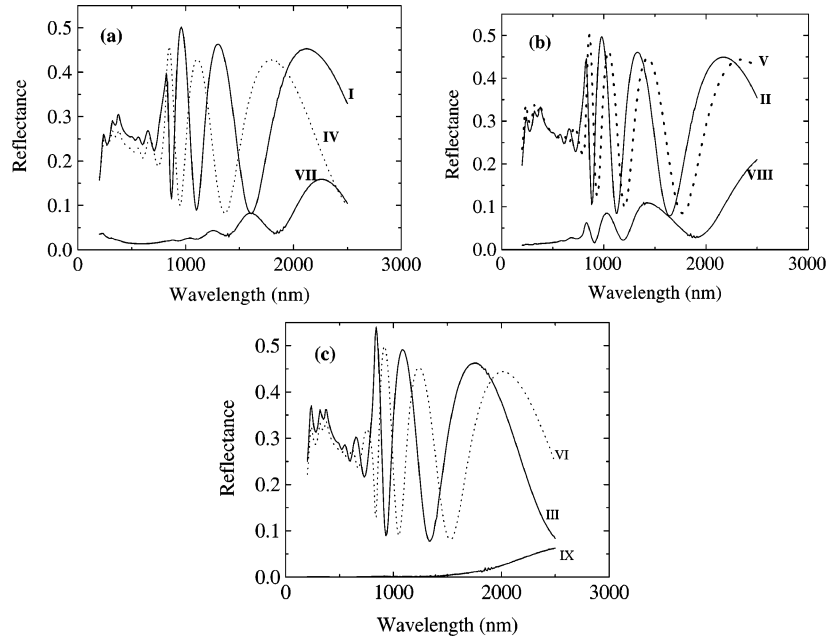 (a)
0.5
0.4
0.3
0.2
0.1
0.0
Reflectance
I
IV
VII
0 1000 2000 3000
Wavelength (nm)
(b)
0.5
0.4
0.3
0.2
0.1
0.0
Reflectance
V
II
VIII
0 1000 2000 3000
Wavelength (nm)
(c)
0.5
0.4
0.3
0.2
0.1
0.0
Reflectance
VI
III
IX
0 1000 2000 3000
Wavelength (nm)